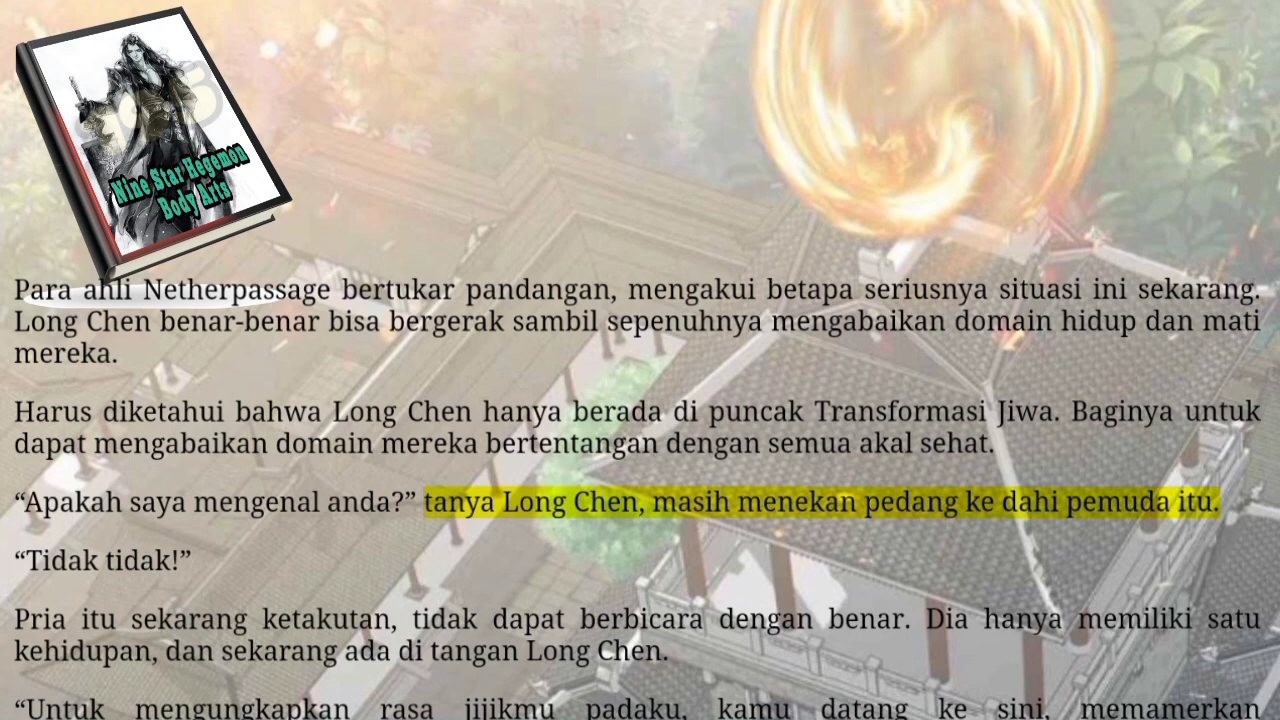 Nine Star Hegemon
Body Arts
Para ahli Netherpassage bertukar pandangan, mengakui betapa seriusnya situasi ini sekarang.
Long Chen benar-benar bisa bergerak sambil sepenuhnya mengabaikan domain hidup dan mati
mereka.
Harus diketahui bahwa Long Chen hanya berada di puncak Transformasi Jiwa. Baginya untuk
dapat mengabaikan domain mereka bertentangan dengan semua akal sehat.
“Apakah saya mengenal anda?” tanya Long Chen, masih menekan pedang ke dahi pemuda itu.
“Tidak tidak!”
Pria itu sekarang ketakutan, tidak dapat berbicara dengan benar. Dia hanya memiliki satu
kehidupan, dan sekarang ada di tangan Long Chen.
“Untuk mengungkapkan rasa jijikmu padaku, kamu datang ke sini, memamerkan